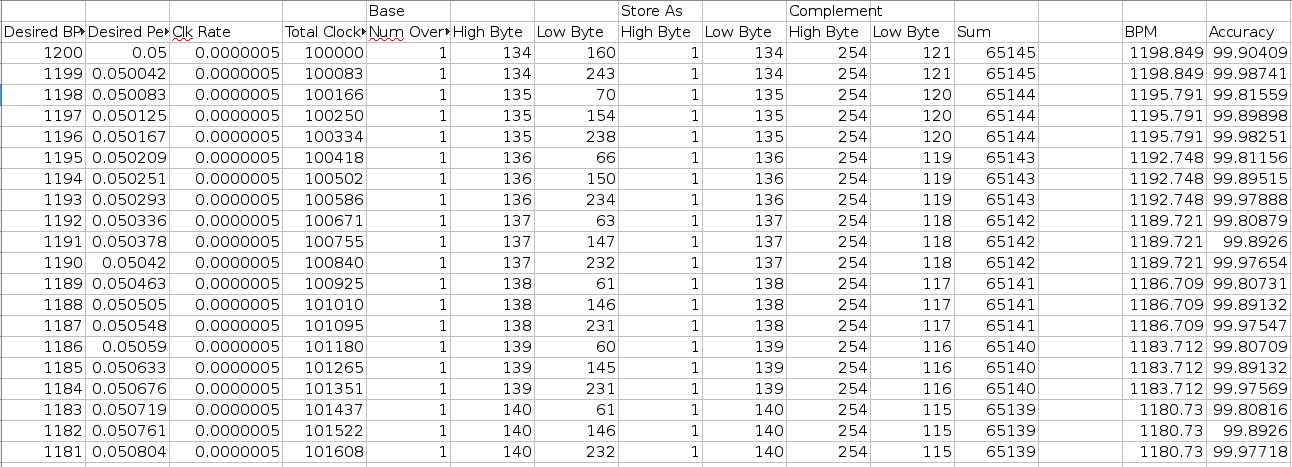 Base Store As Complement
Desired BP Desired Pe Clk Rate Total Clock Num Over High Byte Low Byte High Byte Low Byte High Byte Low Byte Sum BPM Accuracy
1200 0.05 0.0000005 100000 1 134 160 1 134 254 121 65145 1198.849 99.90409
1199 0.050042 0.0000005 100083 1 134 243 1 134 254 121 65145 1198.849 99.98741
1198 0.050083 0.0000005 100166 1 135 70 1 135 254 120 65144 1195.791 99.81559
1197 0.050125 0.0000005 100250 1 135 154 1 135 254 120 65144 1195.791 99.89898
1196 0.050167 0.0000005 100334 1 135 238 1 135 254 120 65144 1195.791 99.98251
1195 0.050209 0.0000005 100418 1 136 66 1 136 254 119 65143 1192.748 99.81156
1194 0.050251 0.0000005 100502 1 136 150 1 136 254 119 65143 1192.748 99.89515
1193 0.050293 0.0000005 100586 1 136 234 1 136 254 119 65143 1192.748 99.97888
1192 0.050336 0.0000005 100671 1 137 63 1 137 254 118 65142 1189.721 99.80879
1191 0.050378 0.0000005 100755 1 137 147 1 137 254 118 65142 1189.721 99.8926
1190 0.05042 0.0000005 100840 1 137 232 1 137 254 118 65142 1189.721 99.97654
1189 0.050463 0.0000005 100925 1 138 61 1 138 254 117 65141 1186.709 99.80731
1188 0.050505 0.0000005 101010 1 138 146 1 138 254 117 65141 1186.709 99.89132
1187 0.050548 0.0000005 101095 1 138 231 1 138 254 117 65141 1186.709 99.97547
1186 0.05059 0.0000005 101180 1 139 60 1 139 254 116 65140 1183.712 99.80709
1185 0.050633 0.0000005 101265 1 139 145 1 139 254 116 65140 1183.712 99.89132
1184 0.050676 0.0000005 101351 1 139 231 1 139 254 116 65140 1183.712 99.97569
1183 0.050719 0.0000005 101437 1 140 61 1 140 254 115 65139 1180.73 99.80816
1182 0.050761 0.0000005 101522 1 140 146 1 140 254 115 65139 1180.73 99.8926
1181 0.050804 0.0000005 101608 1 140 232 1 140 254 115 65139 1180.73 99.97718